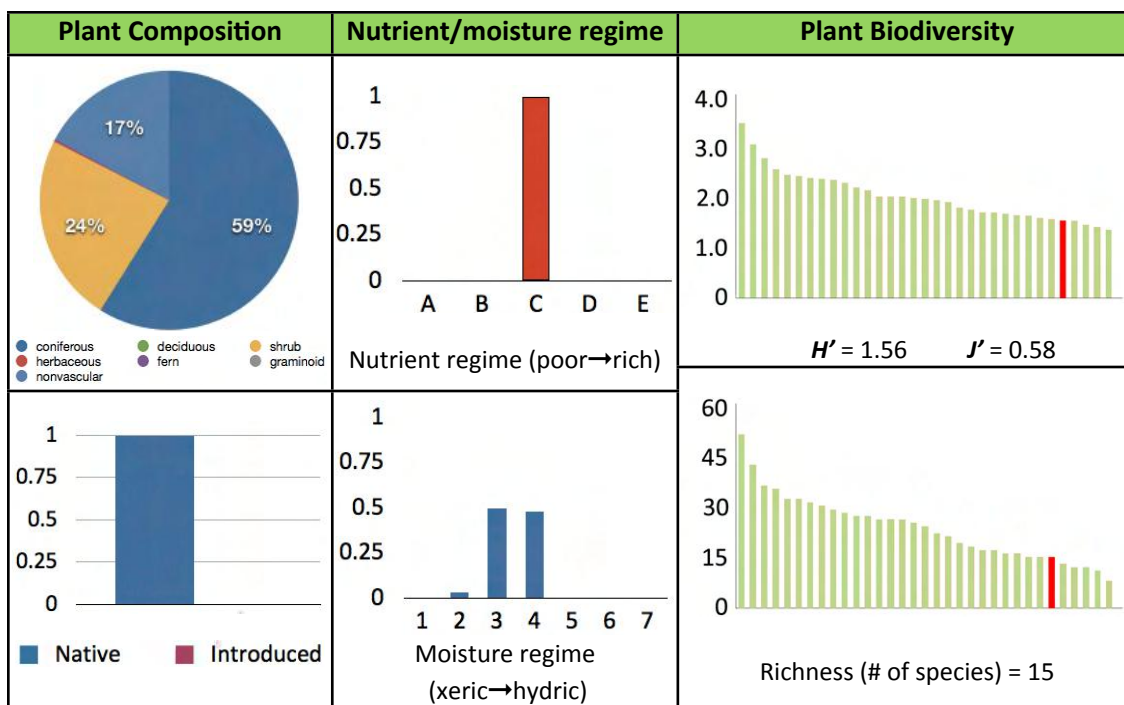 Plant Composition
Nutrient/moisture regime
Plant Biodiversity
17%
24%
59%
coniferous deciduous shrub
herbaceous fern graminoid
nonvascular
1
0.75
0.5
0.25
0
A B C D E
Nutrient regime (poor→rich)
4.0
3.0
2.0
1.0
0
H’ = 1.56 J’ = 0.58
1
0.75
0.5
0.25
0
Native Introduced
1
0.75
0.5
0.25
0
1 2 3 4 5 6 7
Moisture regime
(xeric→hydric)
60
45
30
15
0
Richness (# of species) = 15